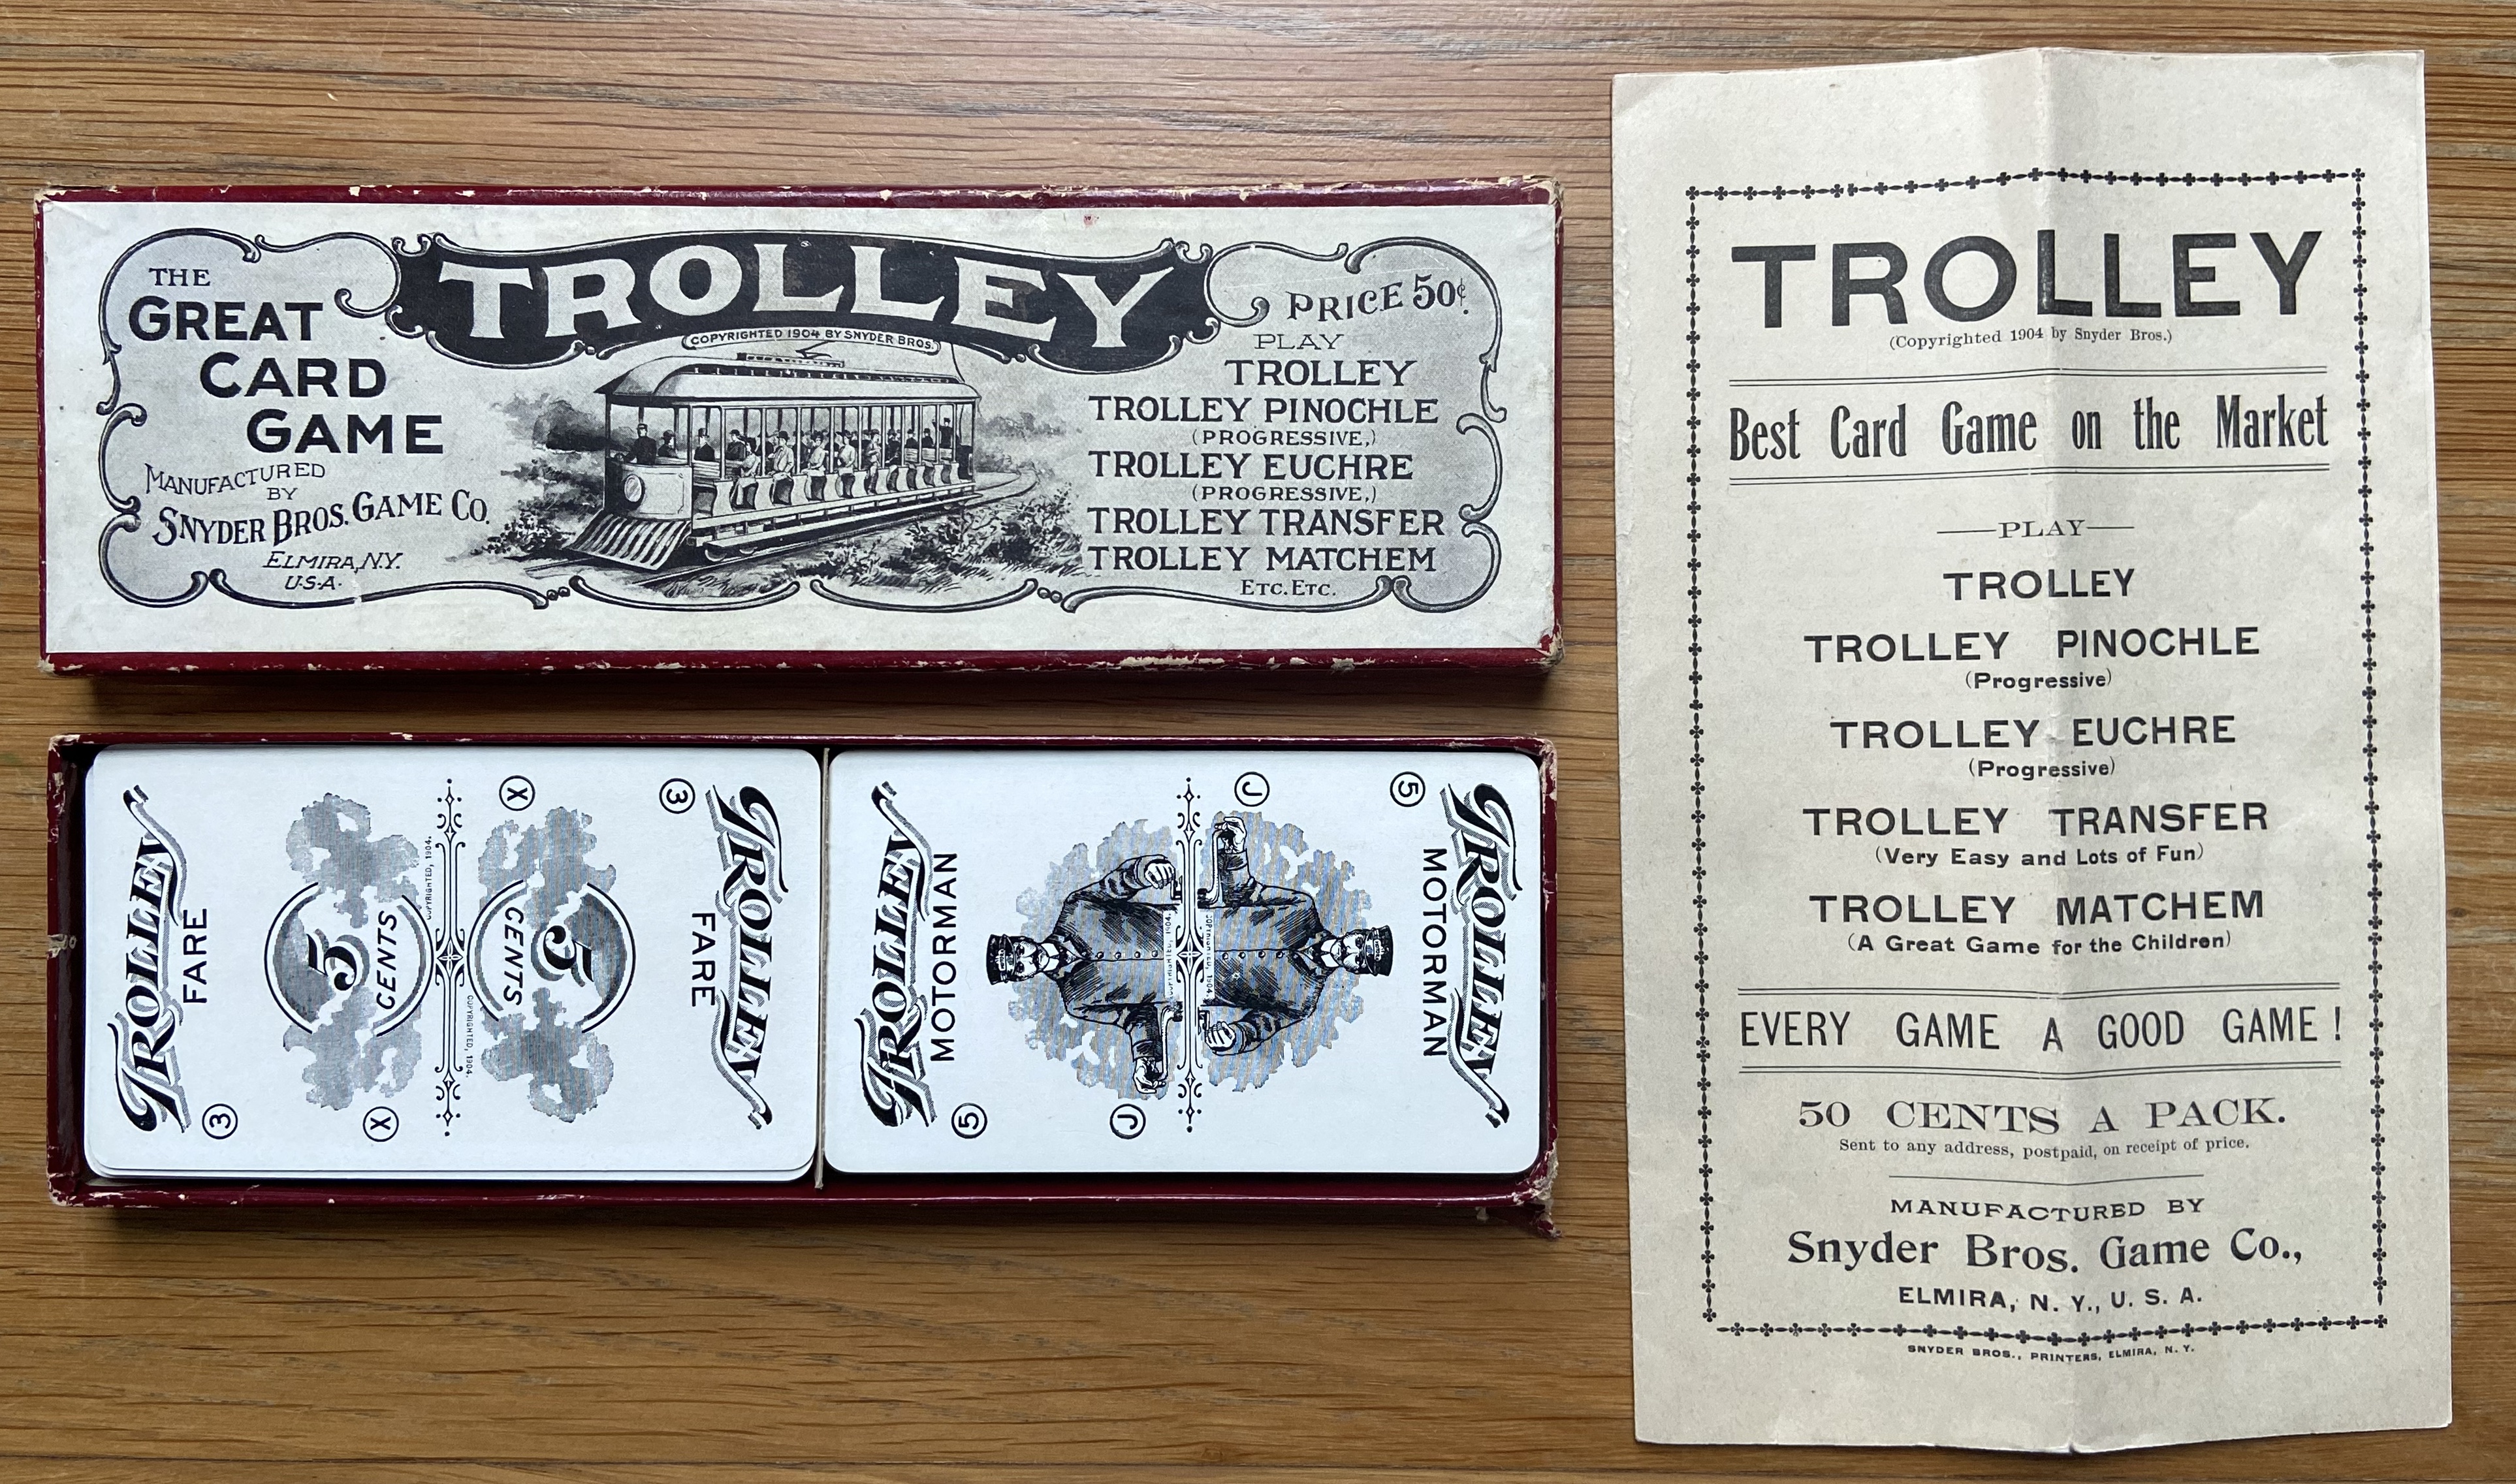 THE
GREAT
CARD
GAME
MANUFACTURED
BY
SNYDER BROS. GAME CO.
ELMIRA, N.Y.
U.S.A.
TROLLEY
COPYRIGHTED 1904 BY SNYDER BROS.
PRICE 50¢.
PLAY
TROLLEY
TROLLEY PINOCHLE
(PROGRESSIVE,)
TROLLEY EUCHRE
(PROGRESSIVE,)
TROLLEY TRANSFER
TROLLEY MATCHEM
ETC. ETC.
TROLLEY
FARE
3
X
5
CENTS
COPYRIGHTED, 1904.
TROLLEY
FARE
3
X
5
CENTS
COPYRIGHTED, 1904.
TROLLEY
MOTORMAN
5
J
TROLLEY
MOTORMAN
5
J
TROLLEY
(Copyrighted 1904 by Snyder Bros.)
Best Card Game on the Market
PLAY
TROLLEY
TROLLEY PINOCHLE
(Progressive)
TROLLEY EUCHRE
(Progressive)
TROLLEY TRANSFER
(Very Easy and Lots of Fun)
TROLLEY MATCHEM
(A Great Game for the Children)
EVERY GAME A GOOD GAME!
50 CENTS A PACK.
Sent to any address, postpaid, on receipt of price.
MANUFACTURED BY
Snyder Bros. Game Co.,
ELMIRA, N. Y., U. S. A.
SNYDER BROS., PRINTERS, ELMIRA, N. Y.